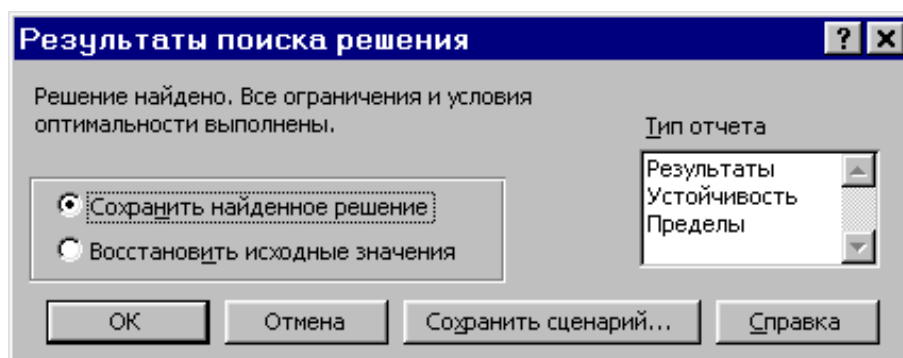 Результаты поиска решения
Решение найдено. Все ограничения и условия
оптимальности выполнены.
Тип отчета
Результаты
Устойчивость
Пределы
Сохранить найденное решение
Восстановить исходные значения
ОК
Отмена
Сохранить сценарий...
Справка